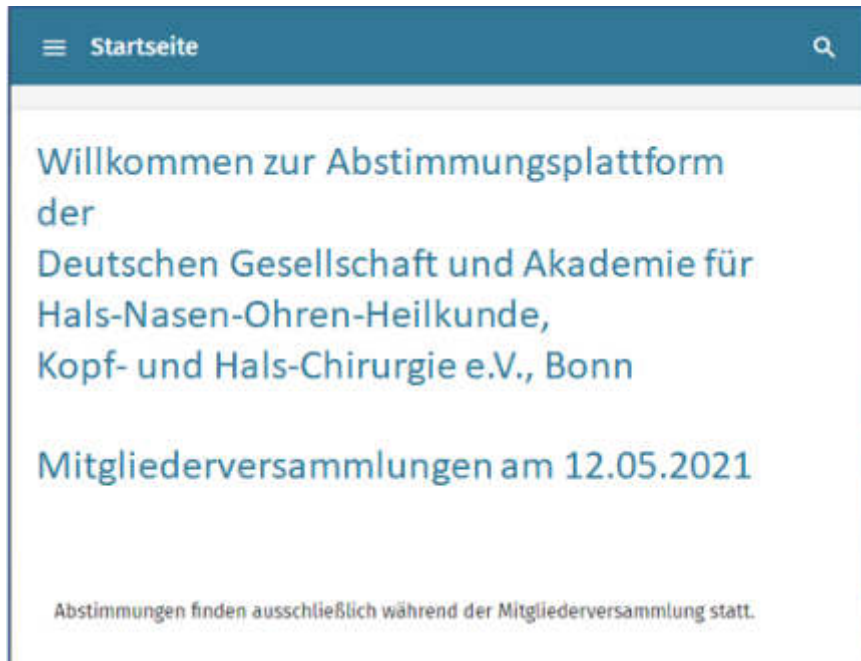 Startseite
Willkommen zur Abstimmungsplattform
der
Deutschen Gesellschaft und Akademie für
Hals-Nasen-Ohren-Heilkunde,
Kopf- und Hals-Chirurgie e.V., Bonn
Mitgliederversammlungen am 12.05.2021
Abstimmungen finden ausschließlich während der Mitgliederversammlung statt.